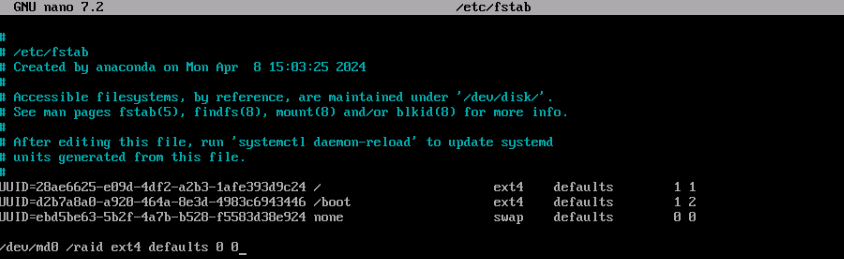 GNU nano 7.2 /etc/fstab
#
# /etc/fstab
# Created by anaconda on Mon Apr  8 15:03:25 2024
#
# Accessible filesystems, by reference, are maintained under '/dev/disk/'.
# See man pages fstab(5), findfs(8), mount(8) and/or blkid(8) for more info.
#
# After editing this file, run 'systemctl daemon-reload' to update systemd
# units generated from this file.
#
UUID=28ae6625-e09d-4df2-a2b3-1afe393d9c24 / ext4 defaults 1 1
UUID=d2b7a8a0-a920-464a-8e3d-4983c6943446 /boot ext4 defaults 1 2
UUID=ebd5be63-5b2f-4a7b-b528-f5583d38e924 none swap defaults 0 0
/dev/md0 /raid ext4 defaults 0 0